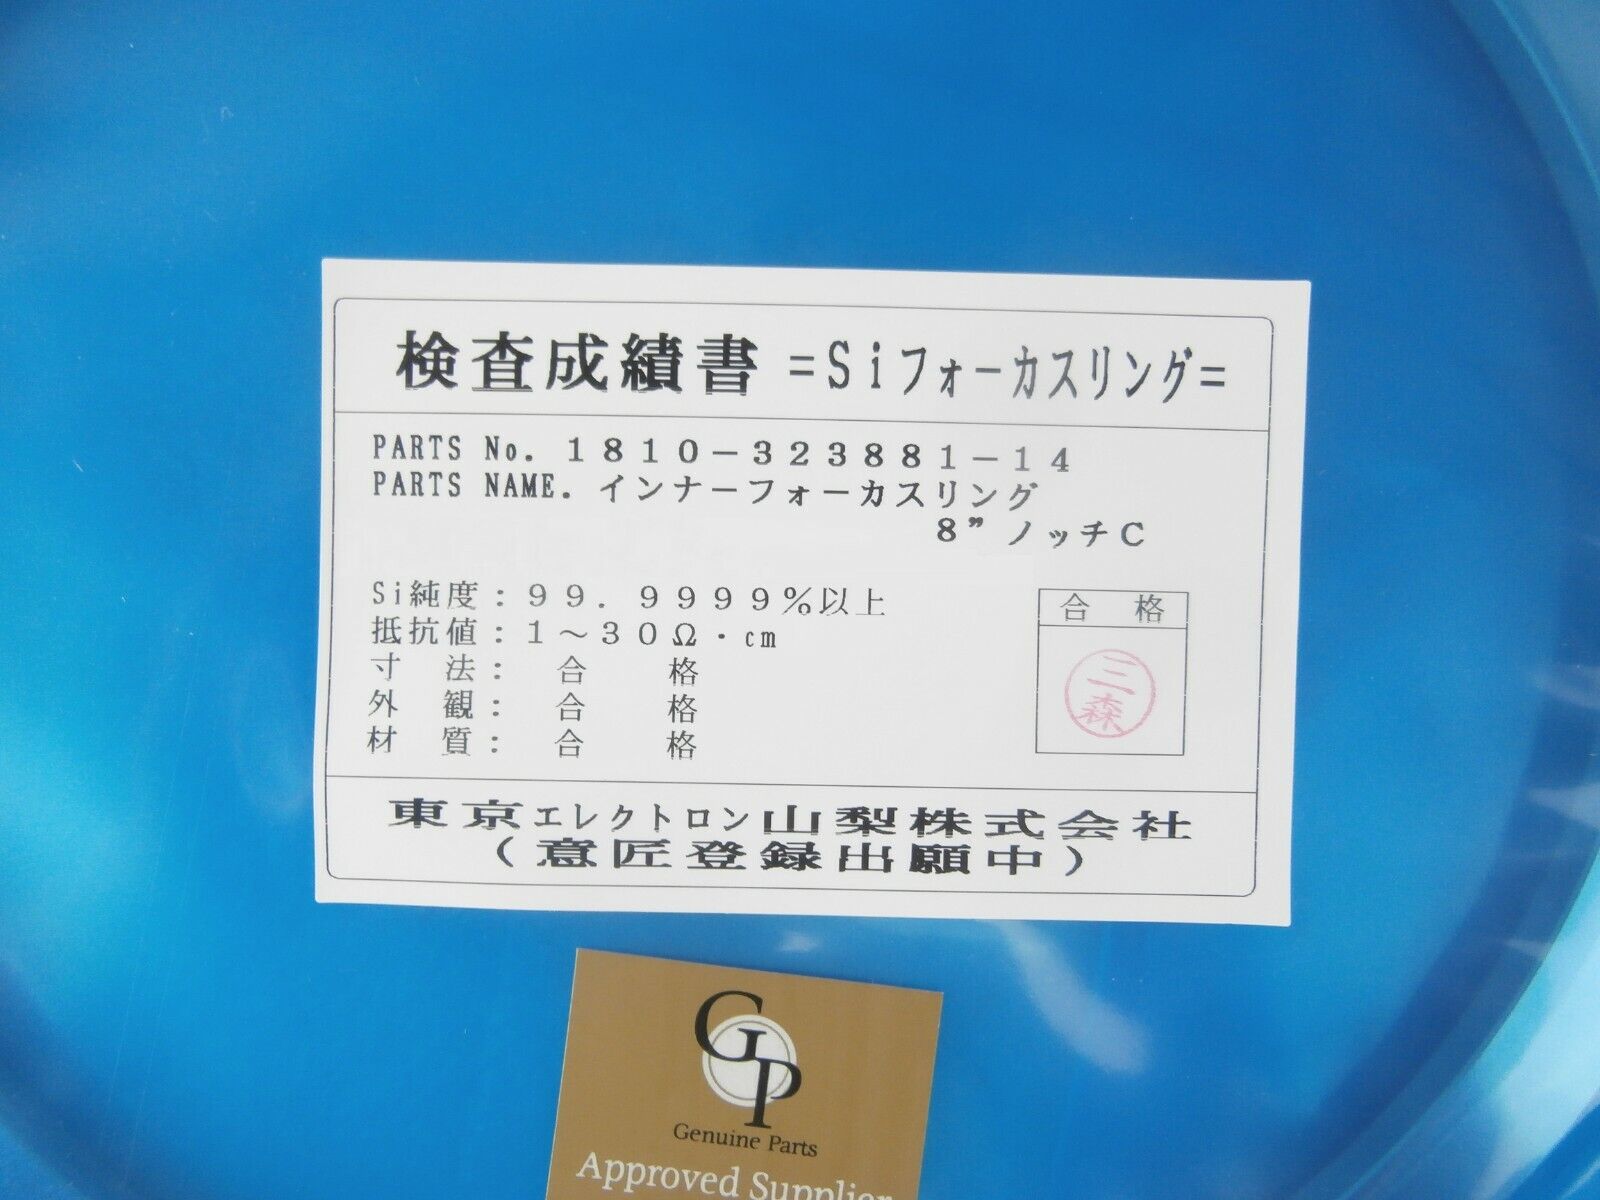 検査成績書 =Siフォーカスリング=
PARTS No. 1810-323881-14
PARTS NAME. インナーフォーカスリング
8”ノッチC
Si純度:99.9999%以上
抵抗値:1~30Ω・cm
寸 法: 合 格
外 観: 合 格
材 質: 合 格
合 格
三森
東京エレクトロン山梨株式会社
(意匠登録出願中)
GP
Genuine Parts
Approved Supplier